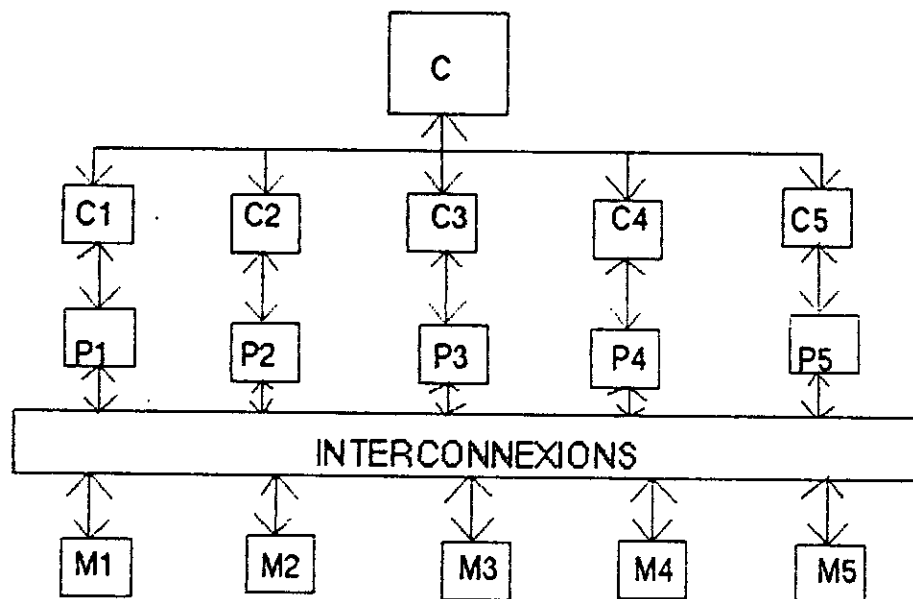 C
C1 C2 C3 C4 C5
P1 P2 P3 P4 P5
INTERCONNEXIONS
M1 M2 M3 M4 M5